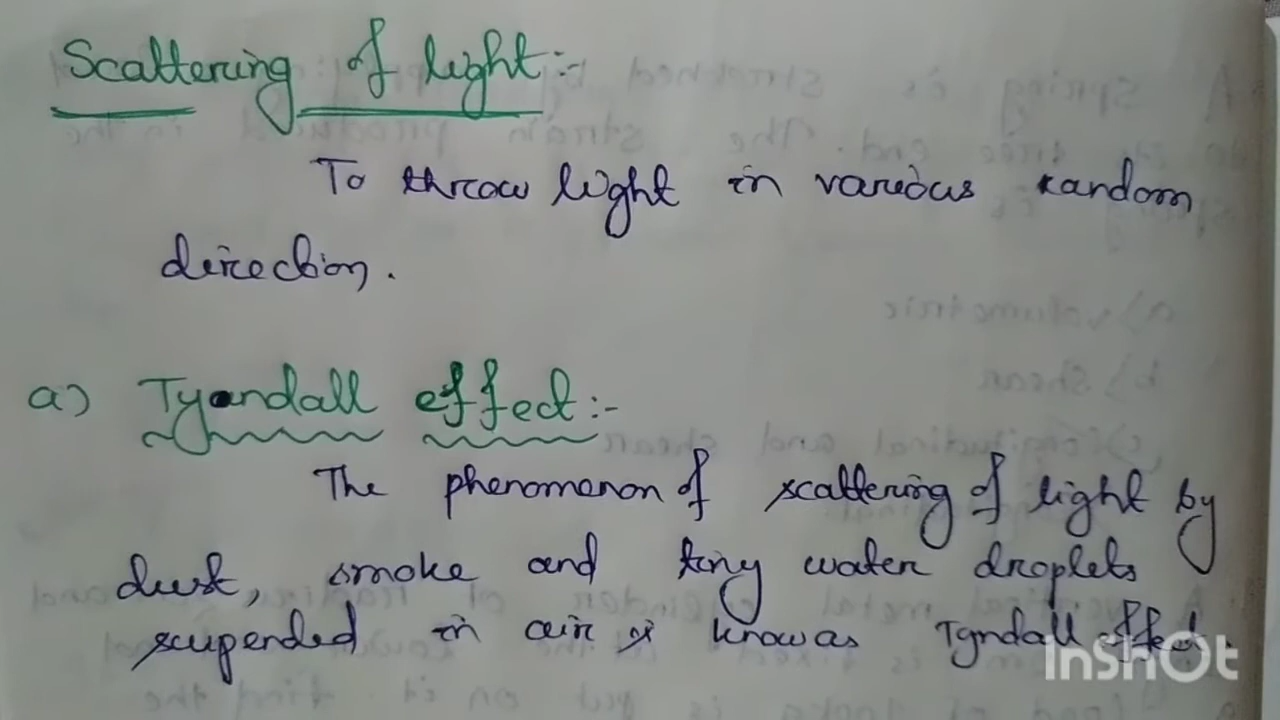 Scattering of light :-
To throw light in various random
direction.
a) Tyndall effect :-
The phenomenon of scattering of light by
dust, smoke and tiny water droplets
suspended in air is know as Tyndall effect.
InShOt